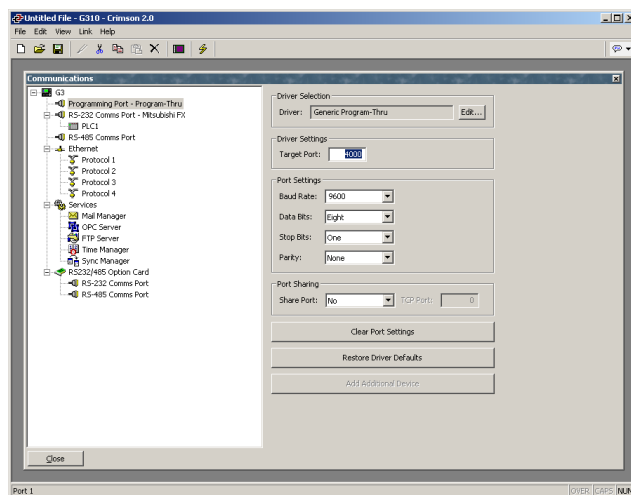 Untitled File - G310 - Crimson 2.0
File Edit View Link Help
Communications
G3
Programming Port - Program-Thru
RS-232 Comms Port - Mitsubishi FX
PLC1
RS-485 Comms Port
Ethernet
Protocol 1
Protocol 2
Protocol 3
Protocol 4
Services
Mail Manager
OPC Server
FTP Server
Time Manager
Sync Manager
RS232/485 Option Card
RS-232 Comms Port
RS-485 Comms Port
Driver Selection
Driver: Generic Program-Thru Edit...
Driver Settings
Target Port: 4000
Port Settings
Baud Rate: 9600
Data Bits: Eight
Stop Bits: One
Parity: None
Port Sharing
Share Port: No TCP Port: 0
Clear Port Settings
Restore Driver Defaults
Add Additional Device
Close
Port 1 OVER CAPS NUM